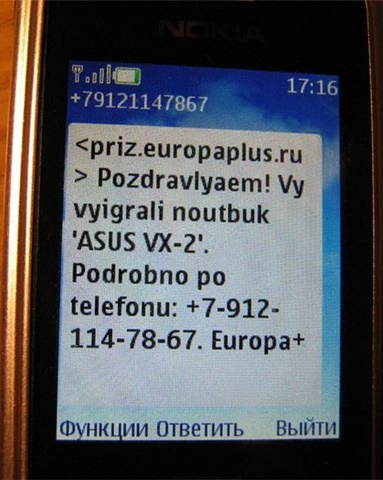 NOKIA
17:16
+79121147867
<priz.europaplus.ru
> Pozdravlyaem! Vy
vyigrali noutbuk
'ASUS VX-2'.
Podrobno po
telefonu: +7-912-
114-78-67. Europa+
Функции Ответить Выйти